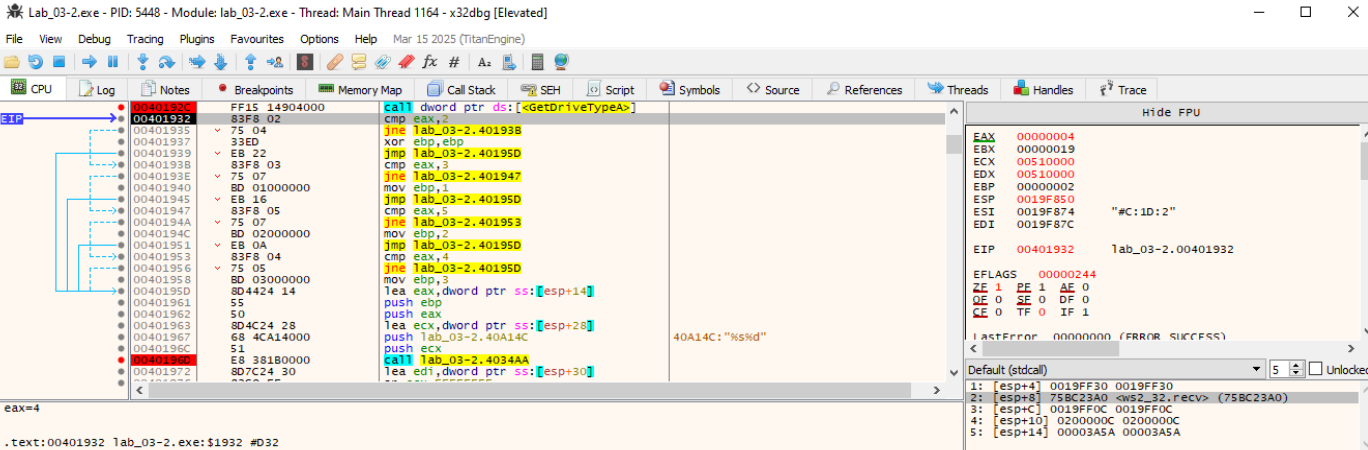 Lab_03-2.exe - PID: 5448 - Module: lab_03-2.exe - Thread: Main Thread 1164 - x32dbg [Elevated]
File View Debug Tracing Plugins Favourites Options Help Mar 15 2025 (TitanEngine)
CPU Log Notes Breakpoints Memory Map Call Stack SEH Script Symbols Source References Threads Handles Trace
0040192C FF15 14904000 call dword ptr ds:[<GetDriveTypeA>]
EIP 00401932 83F8 02 cmp eax,2
00401935 75 04 jne lab_03-2.40193B
00401937 33ED xor ebp,ebp
00401939 EB 22 jmp lab_03-2.40195D
0040193B 83F8 03 cmp eax,3
0040193E 75 07 jne lab_03-2.401947
00401940 BD 01000000 mov ebp,1
00401945 EB 16 jmp lab_03-2.40195D
00401947 83F8 05 cmp eax,5
0040194A 75 07 jne lab_03-2.401953
0040194C BD 02000000 mov ebp,2
00401951 EB 0A jmp lab_03-2.40195D
00401953 83F8 04 cmp eax,4
00401956 75 05 jne lab_03-2.40195D
00401958 BD 03000000 mov ebp,3
0040195D 8D4424 14 lea eax,dword ptr ss:[esp+14]
00401961 55 push ebp
00401962 50 push eax
00401963 8D4C24 28 lea ecx,dword ptr ss:[esp+28]
00401967 68 4CA14000 push lab_03-2.40A14C 40A14C:"%s%d"
0040196C 51 push ecx
0040196D E8 381B0000 call lab_03-2.4034AA
00401972 8D7C24 30 lea edi,dword ptr ss:[esp+30]
Hide FPU
EAX 00000004
EBX 00000019
ECX 00510000
EDX 00510000
EBP 00000002
ESP 0019F850
ESI 0019F874 "#C:1D:2"
EDI 0019F87C
EIP 00401932 lab_03-2.00401932
EFLAGS 00000244
ZF 1 PF 1 AF 0
OF 0 SF 0 DF 0
CF 0 TF 0 IF 1
LastError 00000000 (ERROR_SUCCESS)
Default (stdcall) 5 Unlocked
1: [esp+4] 0019FF30 0019FF30
2: [esp+8] 75BC23A0 <ws2_32.recv> (75BC23A0)
3: [esp+C] 0019FF0C 0019FF0C
4: [esp+10] 0200000C 0200000C
5: [esp+14] 00003A5A 00003A5A
eax=4
.text:00401932 lab_03-2.exe:$1932 #D32